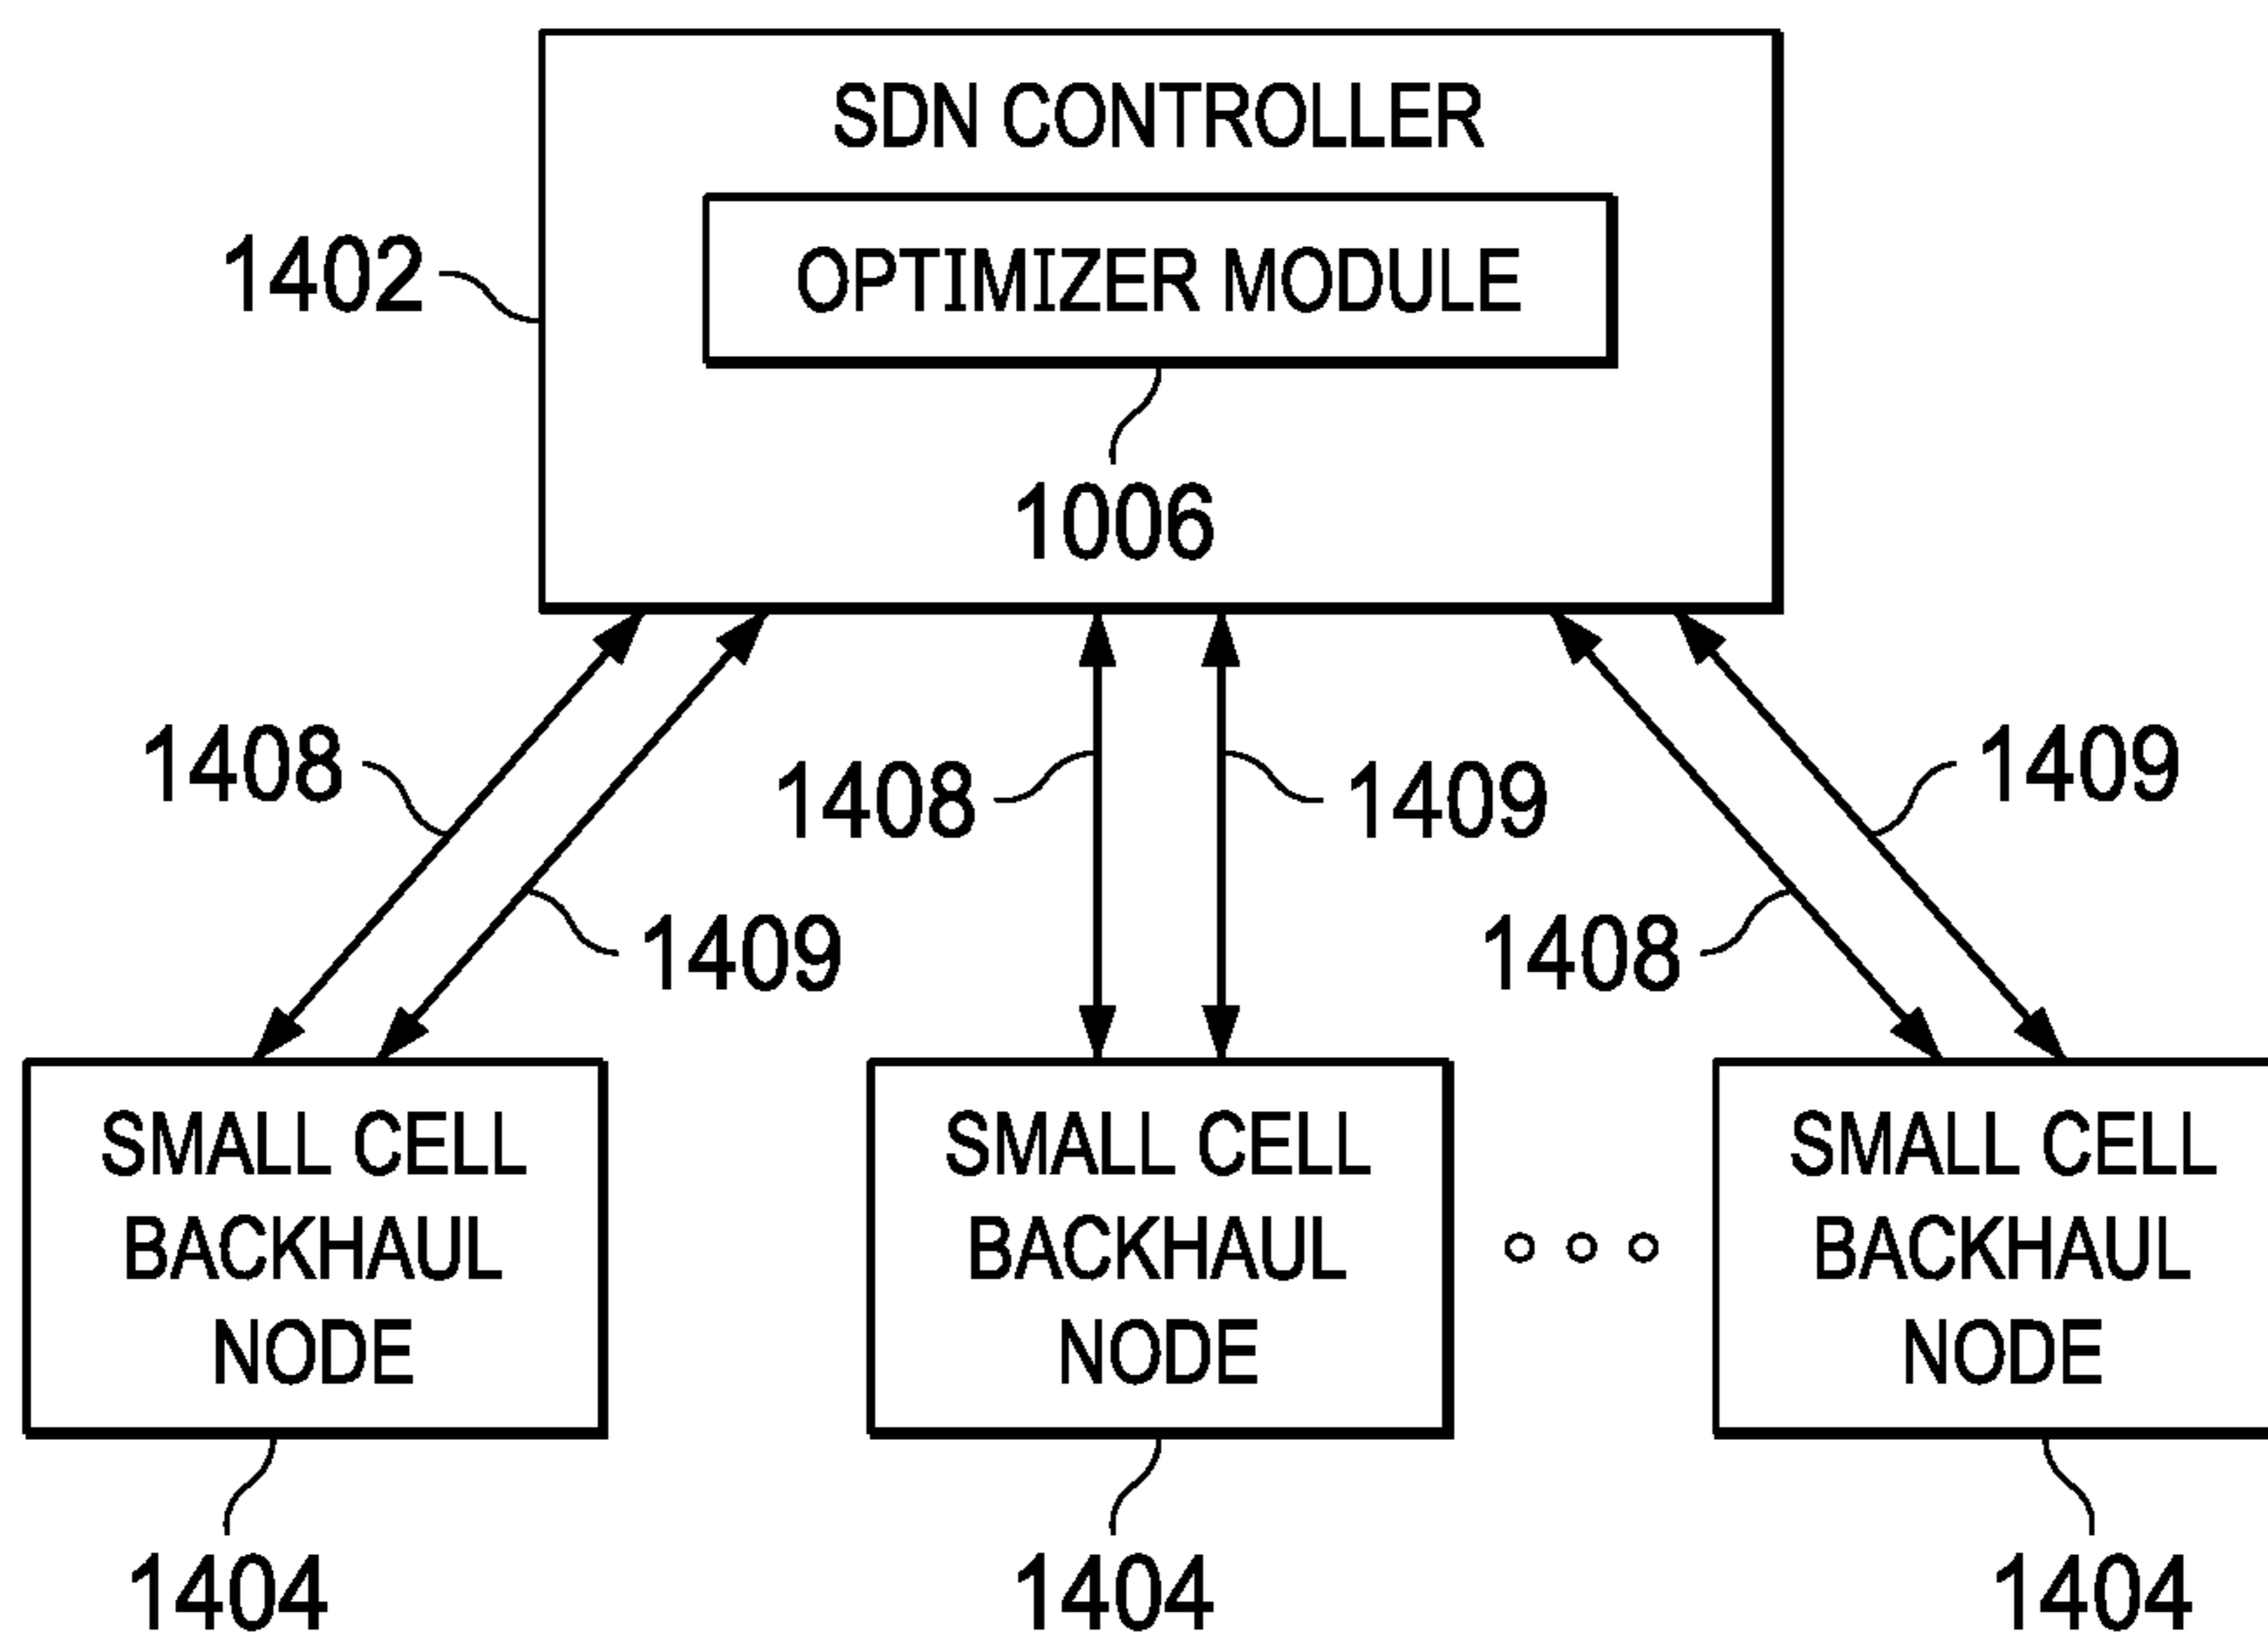 SDN CONTROLLER
OPTIMIZER MODULE
1402
1006
1408
1409
1408
1409
1408
1409
SMALL CELL
BACKHAUL
NODE
SMALL CELL
BACKHAUL
NODE
SMALL CELL
BACKHAUL
NODE
1404
1404
1404